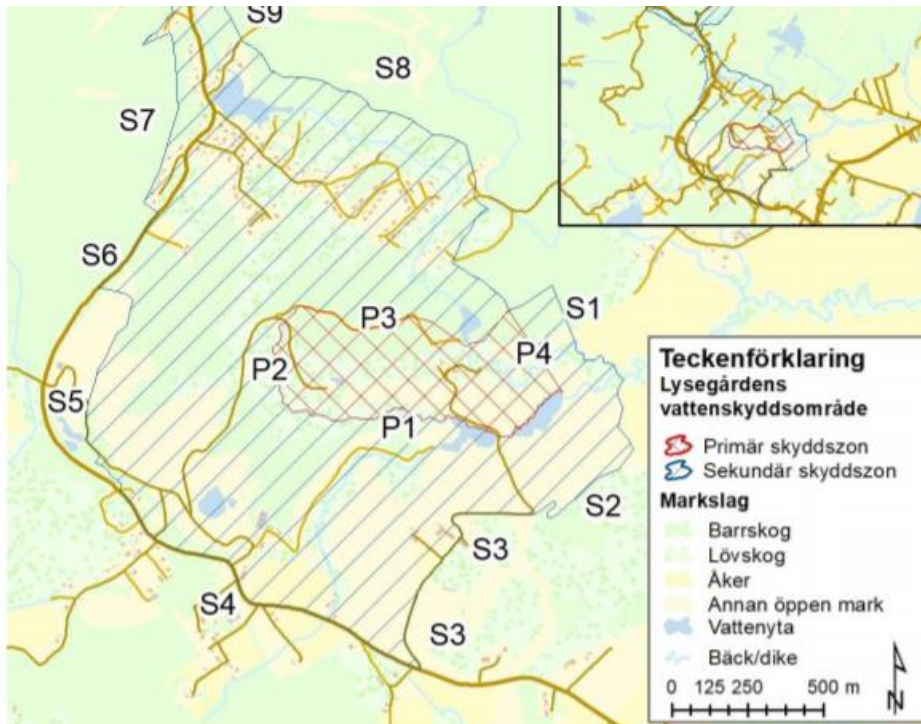 S9
S8
S7
S6
S1
P3
P4
P2
S5
P1
S2
S3
S4
S3
Teckenförklaring
Lysegårdens
vattenskyddsområde
Primär skyddszon
Sekundär skyddszon
Markslag
Barrskog
Lövskog
Åker
Annan öppen mark
Vattenyta
Bäck/dike
0 125 250 500 m
N